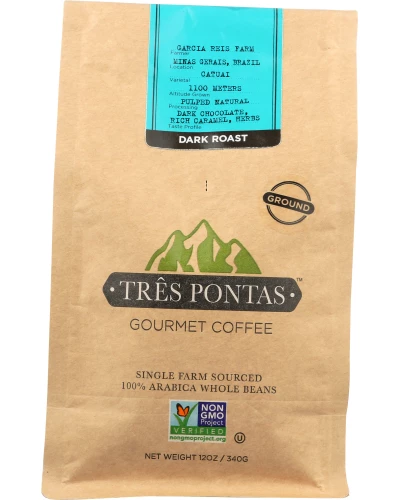 GARCIA REIS FARM
Farmer
MINAS GERAIS, BRAZIL
Location
CATUAI
Varietal
1100 METERS
Altitude Grown
PULPED NATURAL
Processing
DARK CHOCOLATE,
RICH CARAMEL, HERBS
Taste Profile
DARK ROAST
GROUND
TRÊS PONTAS™
GOURMET COFFEE
SINGLE FARM SOURCED
100% ARABICA WHOLE BEANS
NON
GMO
Project
VERIFIED
nongmoproject.org
U
NET WEIGHT 12OZ / 340G